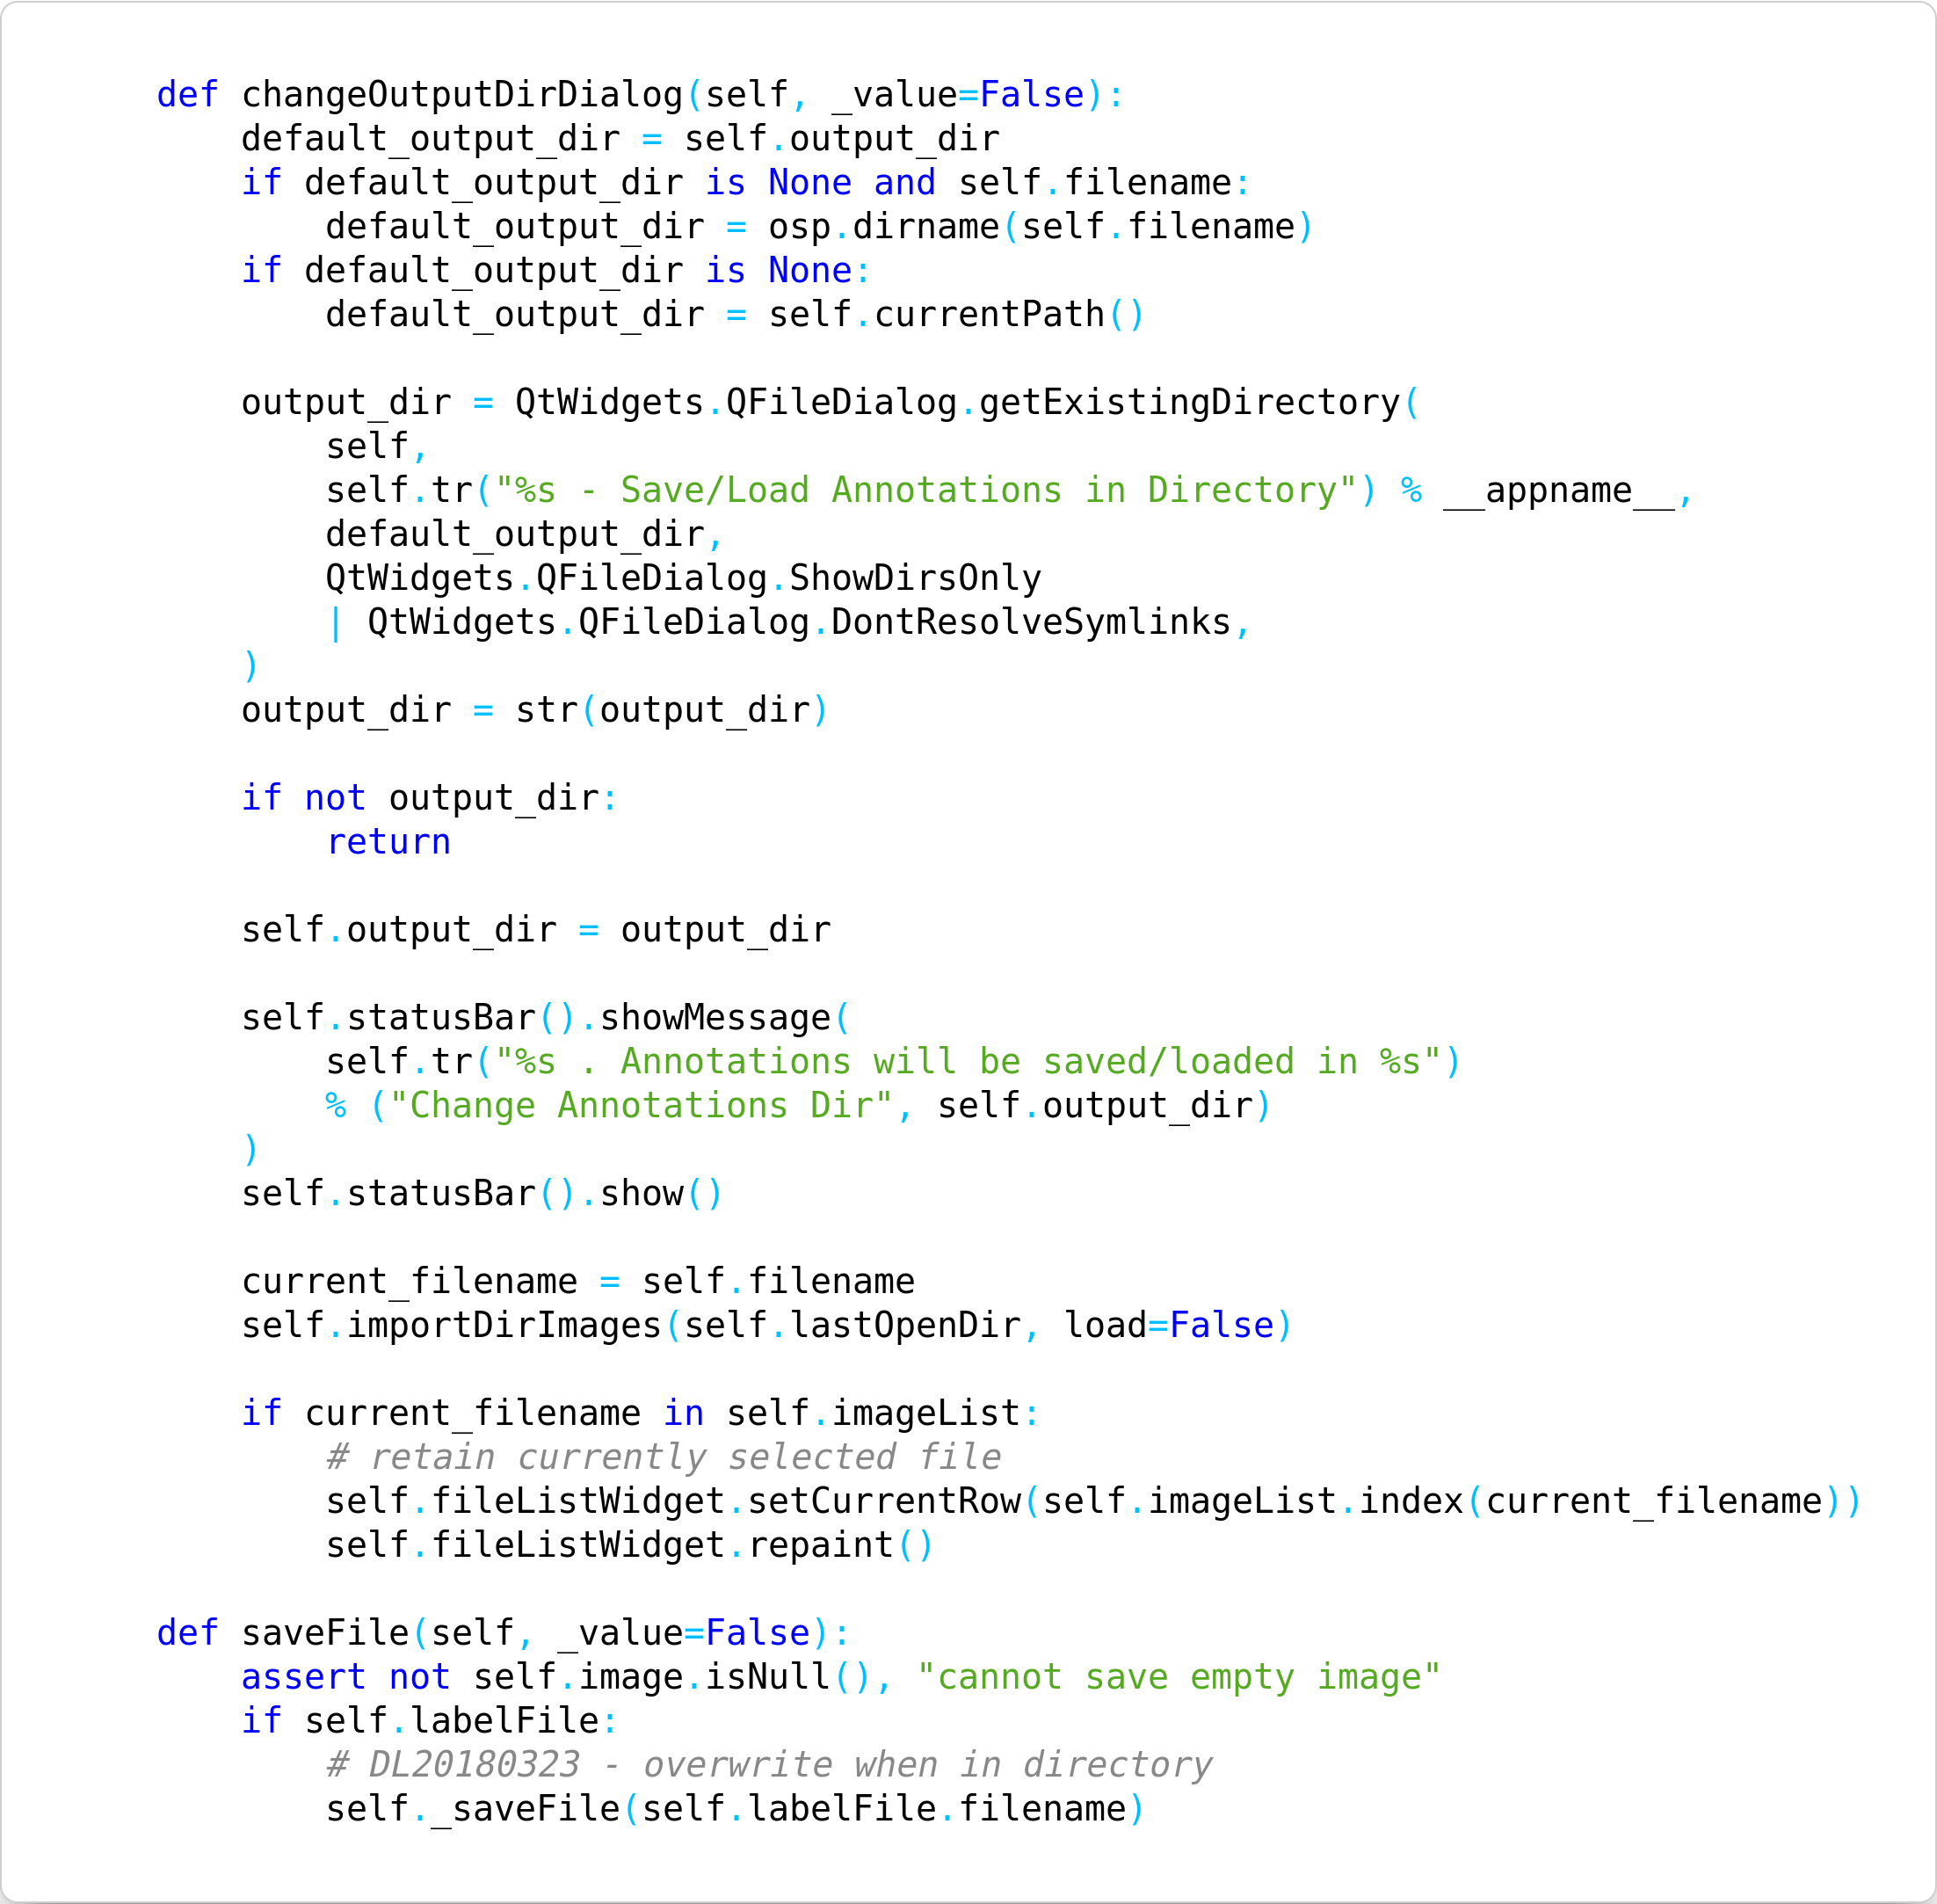 def changeOutputDirDialog(self, _value=False):
    default_output_dir = self.output_dir
    if default_output_dir is None and self.filename:
        default_output_dir = osp.dirname(self.filename)
    if default_output_dir is None:
        default_output_dir = self.currentPath()

    output_dir = QtWidgets.QFileDialog.getExistingDirectory(
        self,
        self.tr("%s - Save/Load Annotations in Directory") % __appname__,
        default_output_dir,
        QtWidgets.QFileDialog.ShowDirsOnly
        | QtWidgets.QFileDialog.DontResolveSymlinks,
    )
    output_dir = str(output_dir)

    if not output_dir:
        return

    self.output_dir = output_dir

    self.statusBar().showMessage(
        self.tr("%s . Annotations will be saved/loaded in %s")
        % ("Change Annotations Dir", self.output_dir)
    )
    self.statusBar().show()

    current_filename = self.filename
    self.importDirImages(self.lastOpenDir, load=False)

    if current_filename in self.imageList:
        # retain currently selected file
        self.fileListWidget.setCurrentRow(self.imageList.index(current_filename))
        self.fileListWidget.repaint()

def saveFile(self, _value=False):
    assert not self.image.isNull(), "cannot save empty image"
    if self.labelFile:
        # DL20180323 - overwrite when in directory
        self._saveFile(self.labelFile.filename)